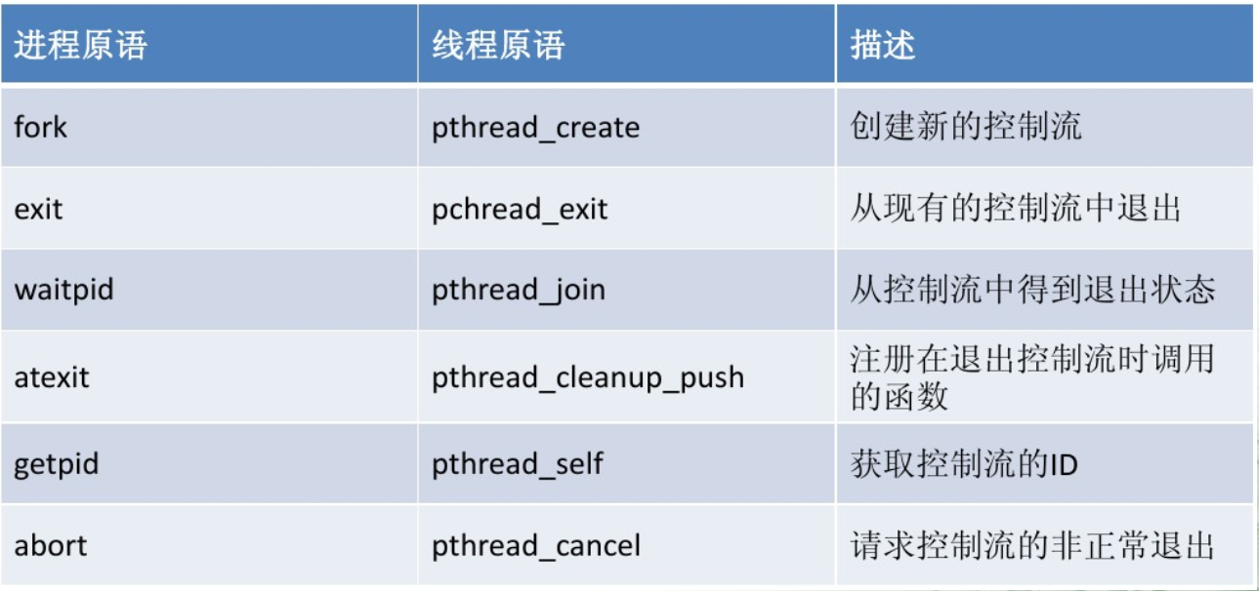 进程原语 线程原语 描述
fork pthread_create 创建新的控制流
exit pchread_exit 从现有的控制流中退出
waitpid pthread_join 从控制流中得到退出状态
atexit pthread_cleanup_push 注册在退出控制流时调用
的函数
getpid pthread_self 获取控制流的ID
abort pthread_cancel 请求控制流的非正常退出